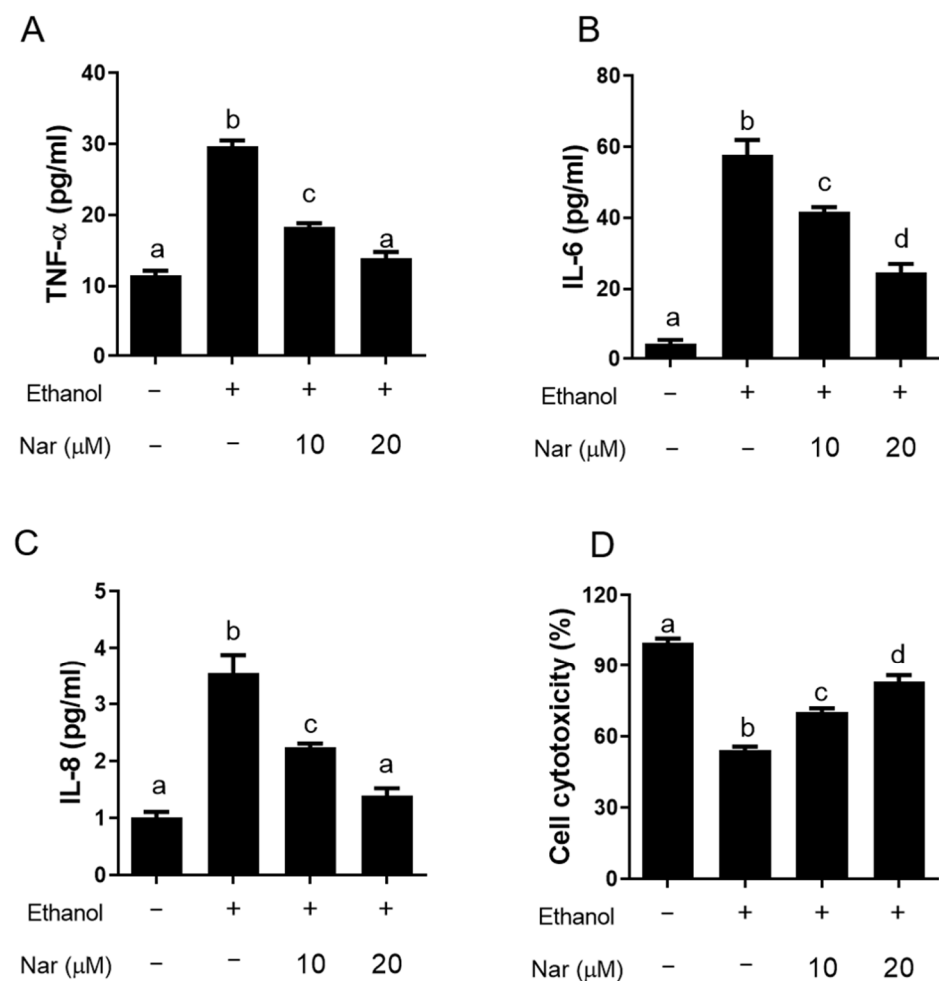 A
TNF-α (pg/ml)
40
30
20
10
0
a
b
c
a
Ethanol − + + +
Nar (μM) − − 10 20
B
IL-6 (pg/ml)
80
60
40
20
0
a
b
c
d
Ethanol − + + +
Nar (μM) − − 10 20
C
IL-8 (pg/ml)
5
4
3
2
1
0
a
b
c
a
Ethanol − + + +
Nar (μM) − − 10 20
D
Cell cytotoxicity (%)
120
90
60
30
0
a
b
c
d
Ethanol − + + +
Nar (μM) − − 10 20